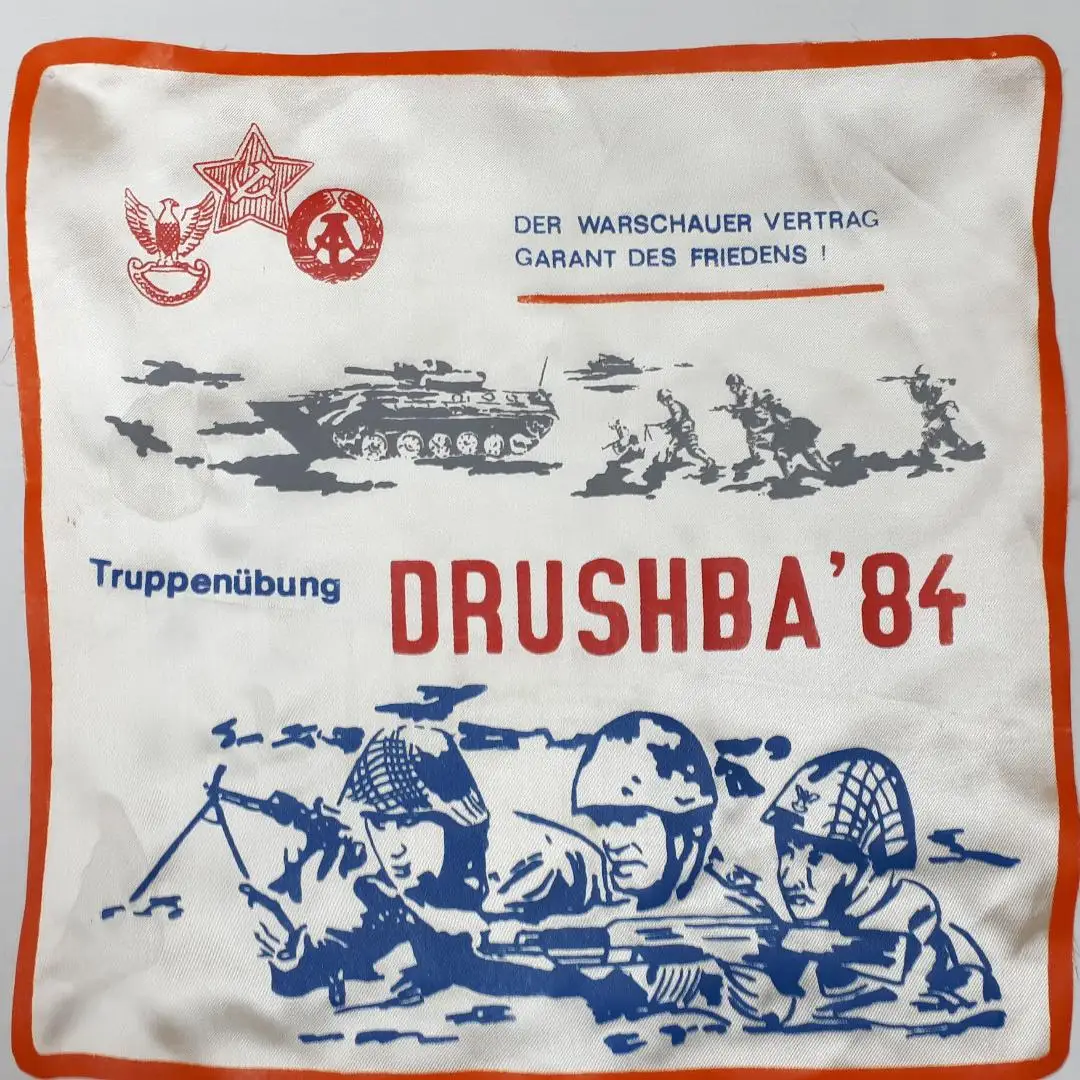 DER WARSCHAUER VERTRAG
GARANT DES FRIEDENS !
Truppenübung DRUSHBA '84